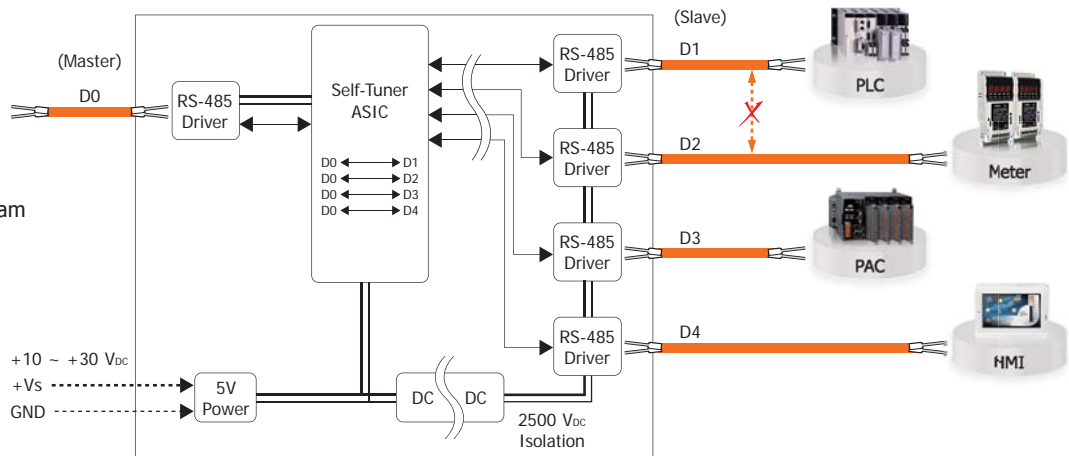 (Master)
D0
RS-485
Driver
Self-Tuner
ASIC
D0 D1
D0 D2
D0 D3
D0 D4
am
+10 ~ +30 VDC
+Vs
GND
5V
Power
DC DC
2500 VDC
Isolation
(Slave)
RS-485
Driver
D1
PLC
RS-485
Driver
D2
Meter
RS-485
Driver
D3
PAC
RS-485
Driver
D4
HMI